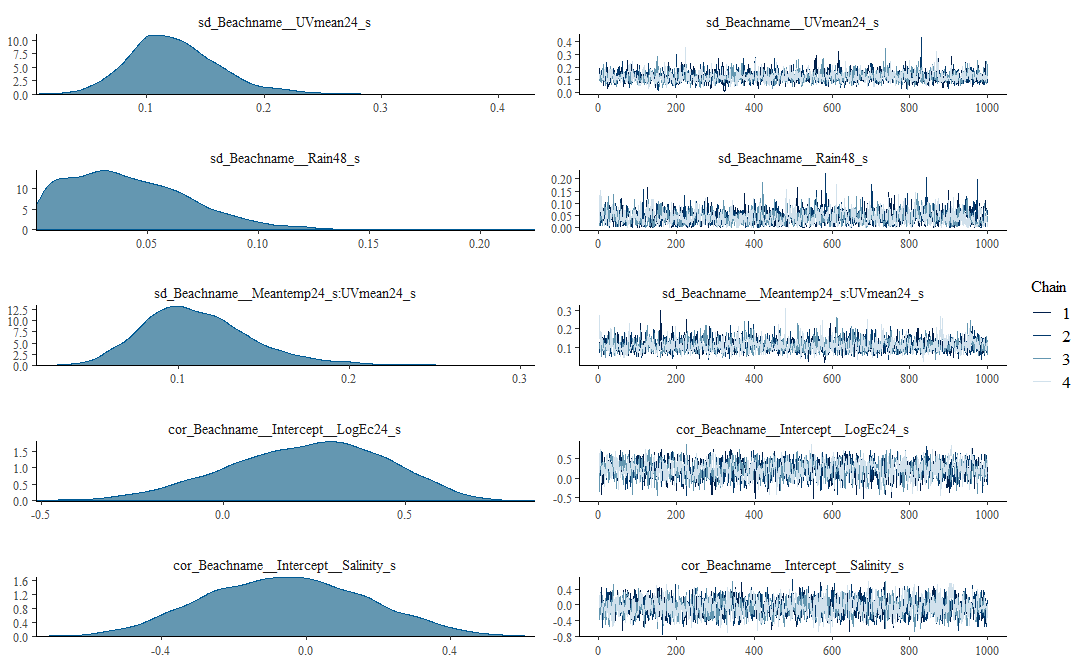 sd_Beachname__UVmean24_s
10.0
7.5
5.0
2.5
0.0
0.1 0.2 0.3 0.4
sd_Beachname__UVmean24_s
0.4
0.3
0.2
0.1
0.0
0 200 400 600 800 1000
sd_Beachname__Rain48_s
10
5
0
0.05 0.10 0.15 0.20
sd_Beachname__Rain48_s
0.20
0.15
0.10
0.05
0.00
0 200 400 600 800 1000
sd_Beachname__Meantemp24_s:UVmean24_s
12.5
10.0
7.5
5.0
2.5
0.0
0.1 0.2 0.3
sd_Beachname__Meantemp24_s:UVmean24_s
0.3
0.2
0.1
0 200 400 600 800 1000
Chain
1
2
3
4
cor_Beachname__Intercept__LogEc24_s
1.5
1.0
0.5
0.0
-0.5 0.0 0.5
cor_Beachname__Intercept__LogEc24_s
0.5
0.0
-0.5
0 200 400 600 800 1000
cor_Beachname__Intercept__Salinity_s
1.6
1.2
0.8
0.4
0.0
-0.4 0.0 0.4
cor_Beachname__Intercept__Salinity_s
0.4
0.0
-0.4
-0.8
0 200 400 600 800 1000